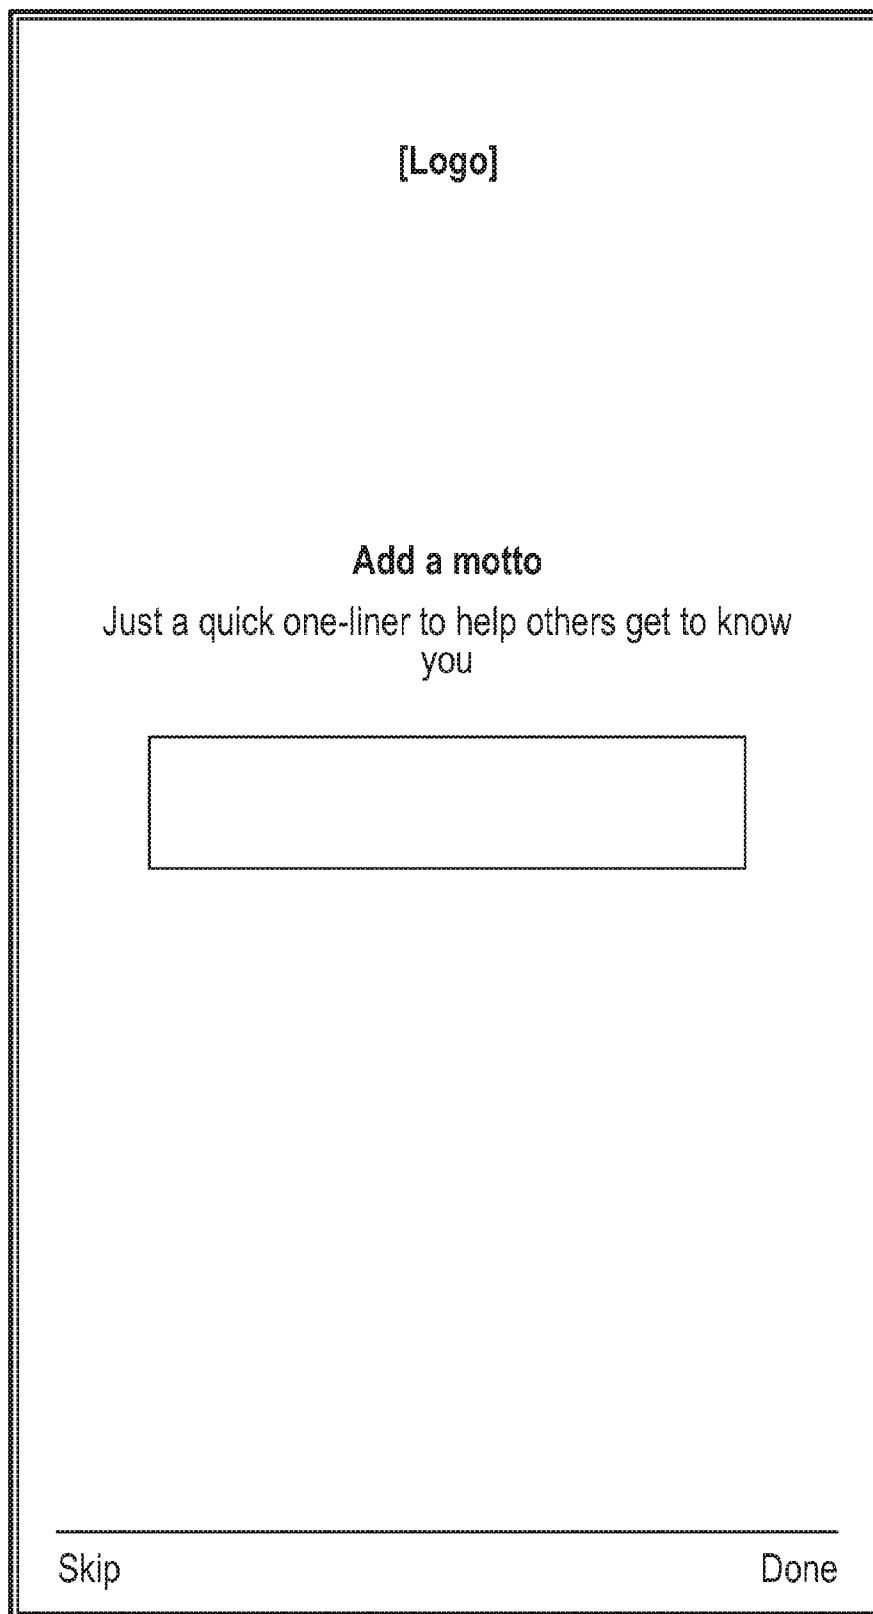 [Logo]
Add a motto
Just a quick one-liner to help others get to know
you
Skip
Done